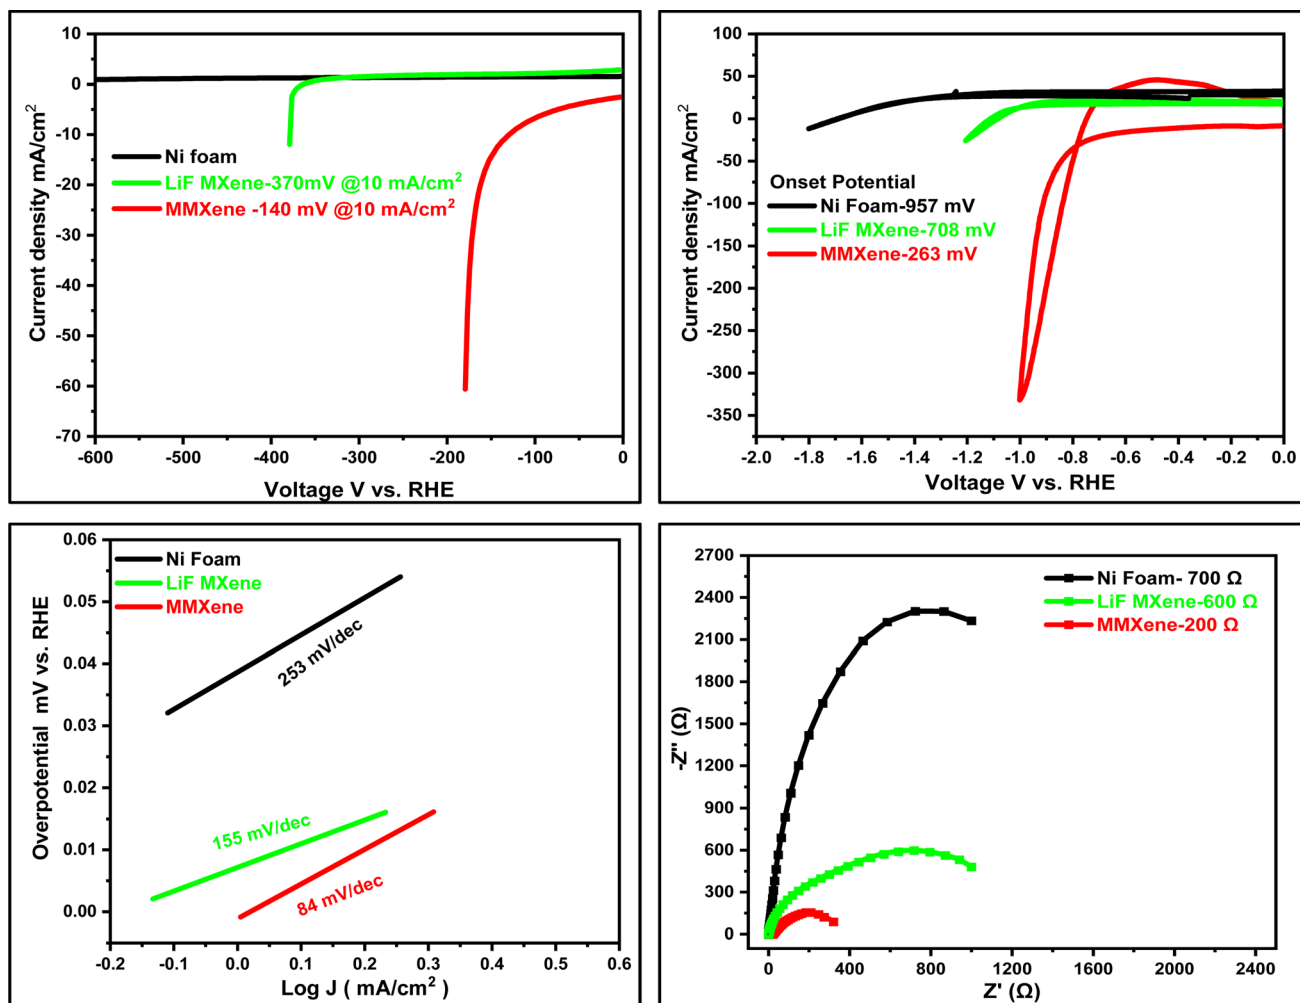 10
0
-10
-20
-30
-40
-50
-60
-70
-600
-500
-400
-300
-200
-100
0
Current density mA/cm²
Voltage V vs. RHE
Ni foam
LiF MXene-370mV @10 mA/cm²
MMXene -140 mV @10 mA/cm²
100
50
0
-50
-100
-150
-200
-250
-300
-350
-2.0
-1.8
-1.6
-1.4
-1.2
-1.0
-0.8
-0.6
-0.4
-0.2
0.0
Current density mA/cm²
Voltage V vs. RHE
Onset Potential
Ni Foam-957 mV
LiF MXene-708 mV
MMXene-263 mV
0.06
0.05
0.04
0.03
0.02
0.01
0.00
-0.2
-0.1
0.0
0.1
0.2
0.3
0.4
0.5
0.6
Overpotential mV vs. RHE
Log J ( mA/cm²)
Ni Foam
LiF MXene
MMXene
253 mV/dec
155 mV/dec
84 mV/dec
2700
2400
2100
1800
1500
1200
900
600
300
0
0
400
800
1200
1600
2000
2400
-Z'' (Ω)
Z' (Ω)
Ni Foam- 700 Ω
LiF MXene-600 Ω
MMXene-200 Ω